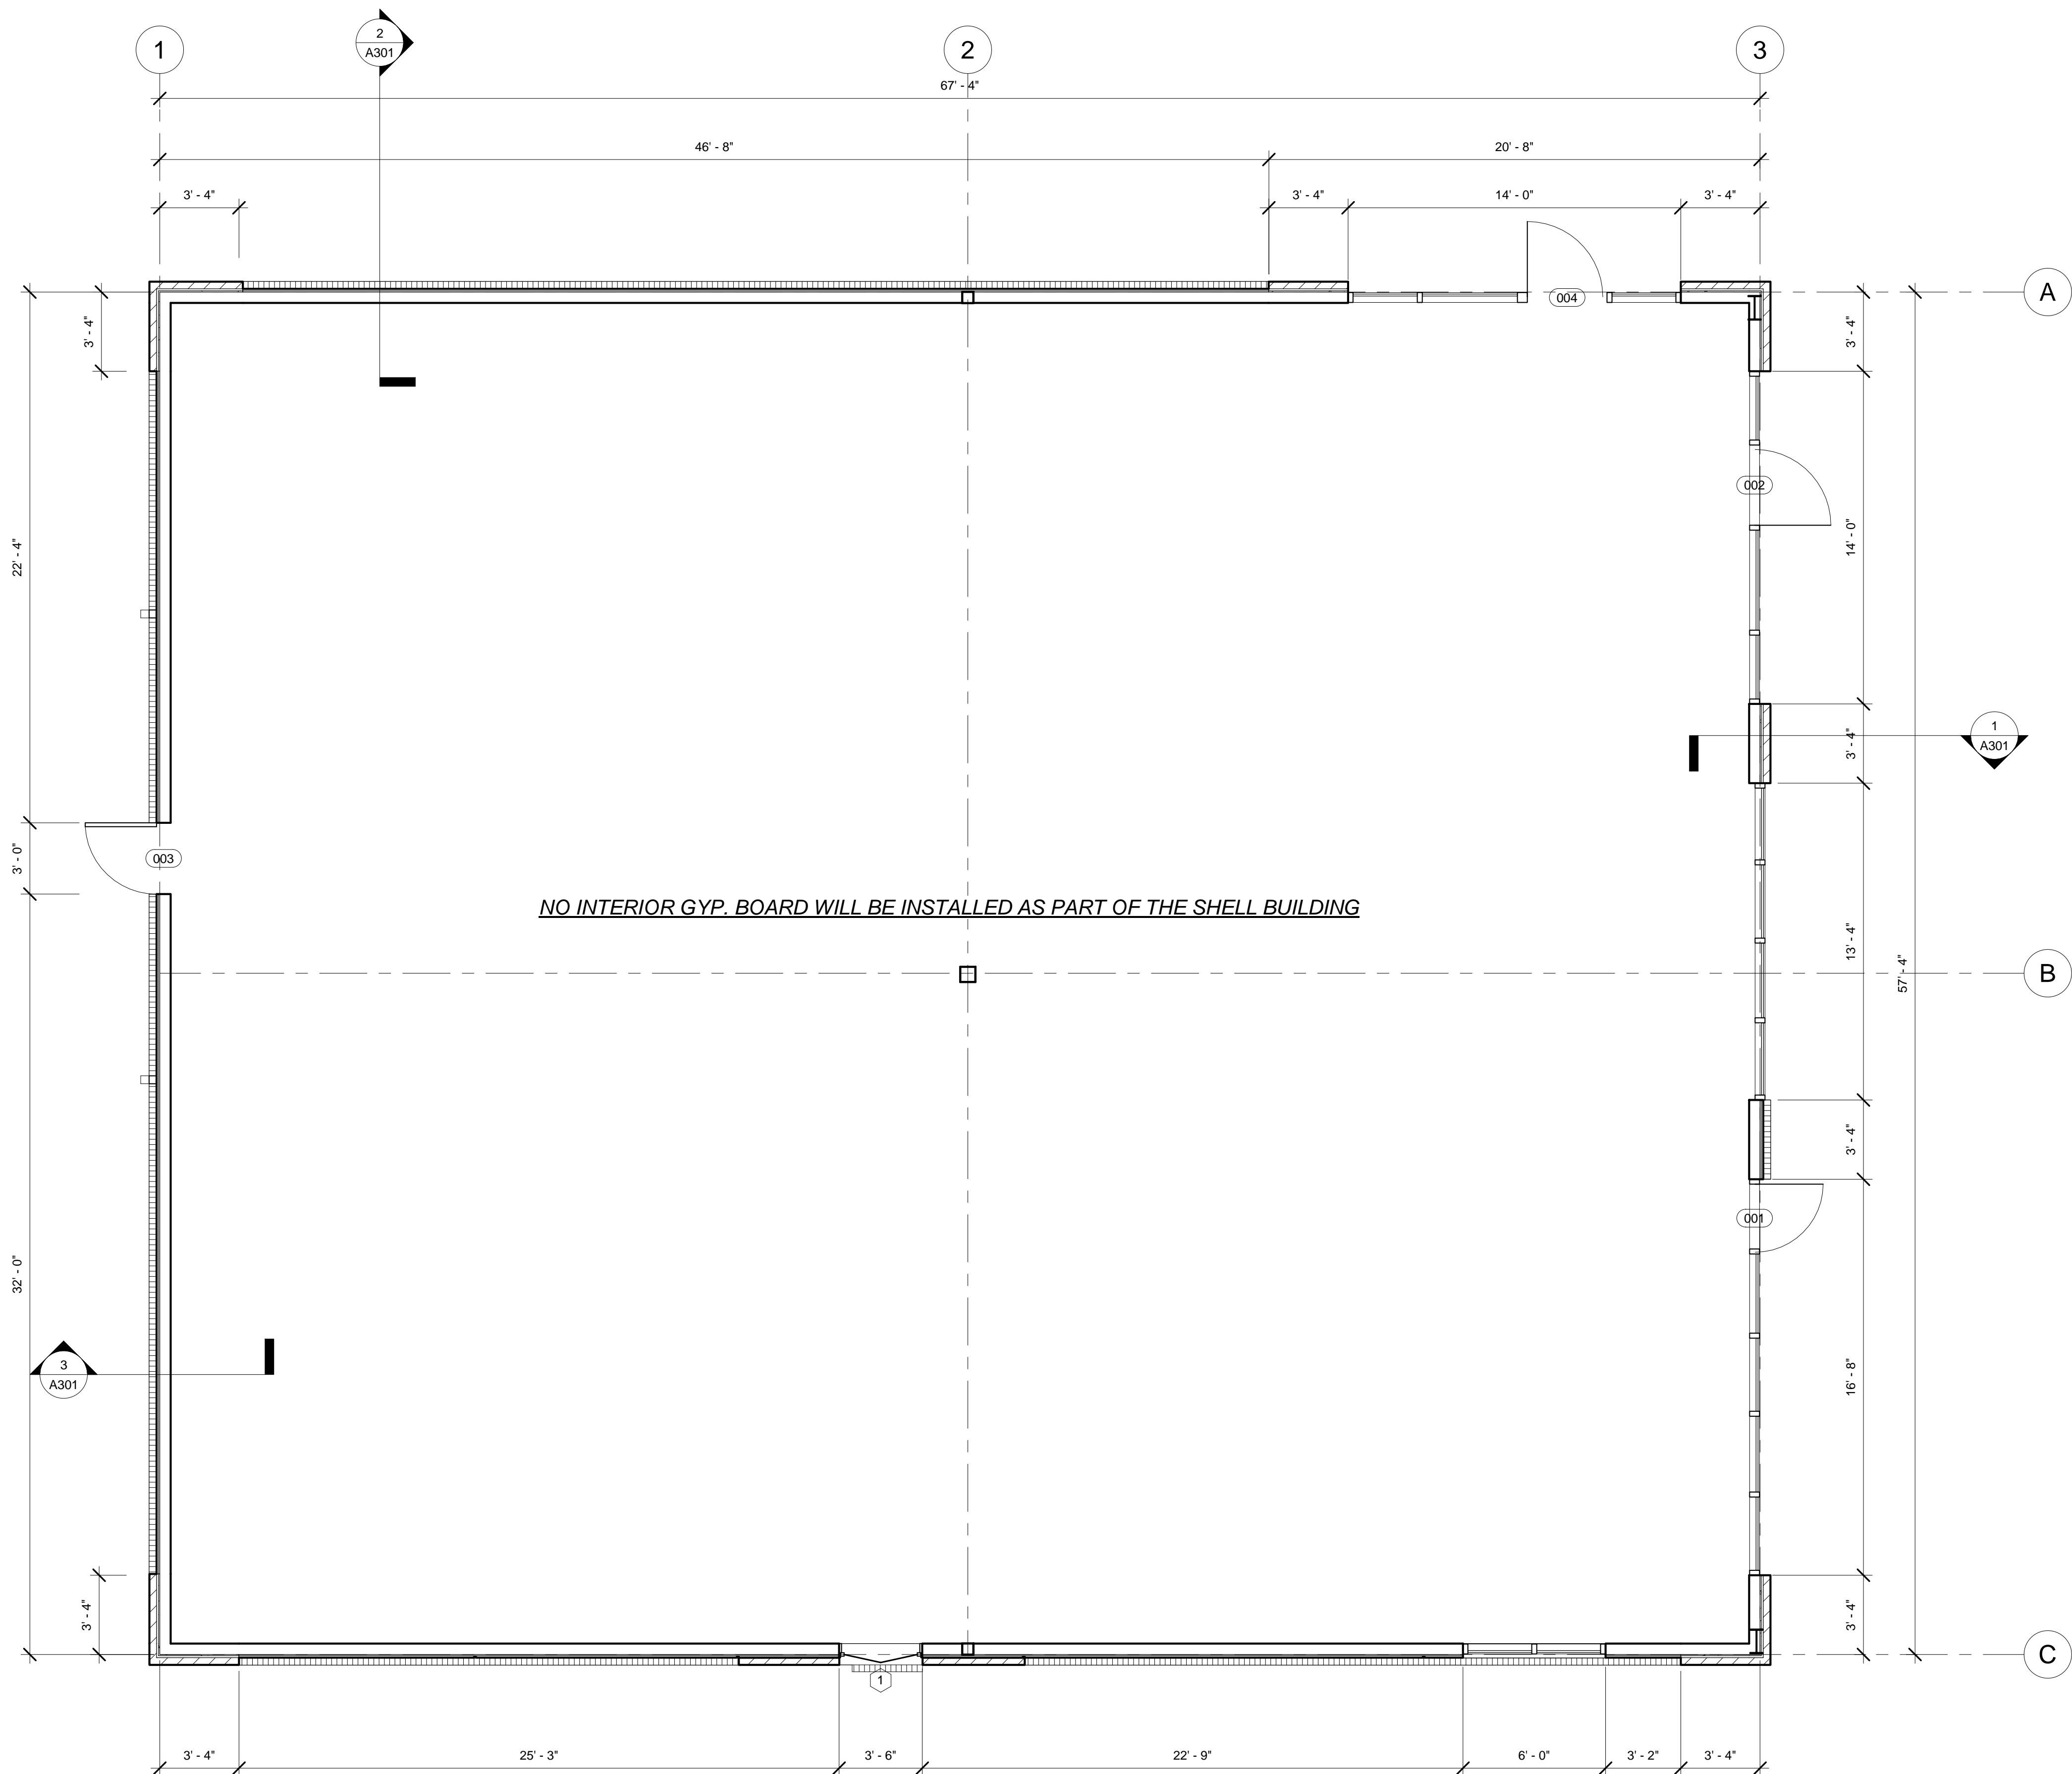 2
A301
1
2
3
67' - 4"
46' - 8"
20' - 8"
3' - 4"
3' - 4"
14' - 0"
3' - 4"
A
004
3' - 4"
3' - 4"
002
14' - 0"
22' - 4"
1
A301
3' - 4"
003
3' - 0"
NO INTERIOR GYP. BOARD WILL BE INSTALLED AS PART OF THE SHELL BUILDING
13' - 4"
57' - 4"
B
3' - 4"
001
32' - 0"
3
A301
16' - 8"
3' - 4"
3' - 4"
C
1
3' - 4"
25' - 3"
3' - 6"
22' - 9"
6' - 0"
3' - 2"
3' - 4"